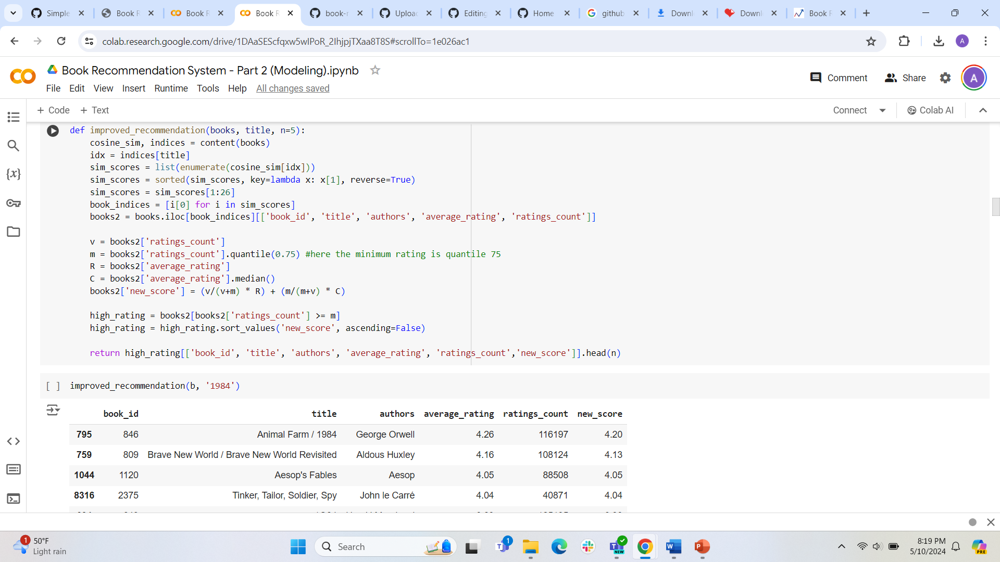 Simple
Book R
Book R
Book R
book-r
Upload
Editing
Home
github
Downl
Downl
Book R
colab.research.google.com/drive/1DAaSEScfqxw5wIPoR_2IhjpjTXaa8T8S#scrollTo=1e026ac1
A
Book Recommendation System - Part 2 (Modeling).ipynb
Comment
Share
A
File Edit View Insert Runtime Tools Help All changes saved
+ Code + Text
Connect
Colab AI
def improved_recommendation(books, title, n=5):
cosine_sim, indices = content(books)
idx = indices[title]
sim_scores = list(enumerate(cosine_sim[idx]))
sim_scores = sorted(sim_scores, key=lambda x: x[1], reverse=True)
sim_scores = sim_scores[1:26]
book_indices = [i[0] for i in sim_scores]
books2 = books.iloc[book_indices][['book_id', 'title', 'authors', 'average_rating', 'ratings_count']]
v = books2['ratings_count']
m = books2['ratings_count'].quantile(0.75) #here the minimum rating is quantile 75
R = books2['average_rating']
C = books2['average_rating'].median()
books2['new_score'] = (v/(v+m) * R) + (m/(m+v) * C)
high_rating = books2[books2['ratings_count'] >= m]
high_rating = high_rating.sort_values('new_score', ascending=False)
return high_rating[['book_id', 'title', 'authors', 'average_rating', 'ratings_count','new_score']].head(n)
[ ] improved_recommendation(b, '1984')
book_id title authors average_rating ratings_count new_score
795 846 Animal Farm / 1984 George Orwell 4.26 116197 4.20
759 809 Brave New World / Brave New World Revisited Aldous Huxley 4.16 108124 4.13
1044 1120 Aesop's Fables Aesop 4.05 88508 4.05
8316 2375 Tinker, Tailor, Soldier, Spy John le Carré 4.04 40871 4.04
1
50°F
Light rain
Search
1
NEW
8:19 PM
5/10/2024
PRE